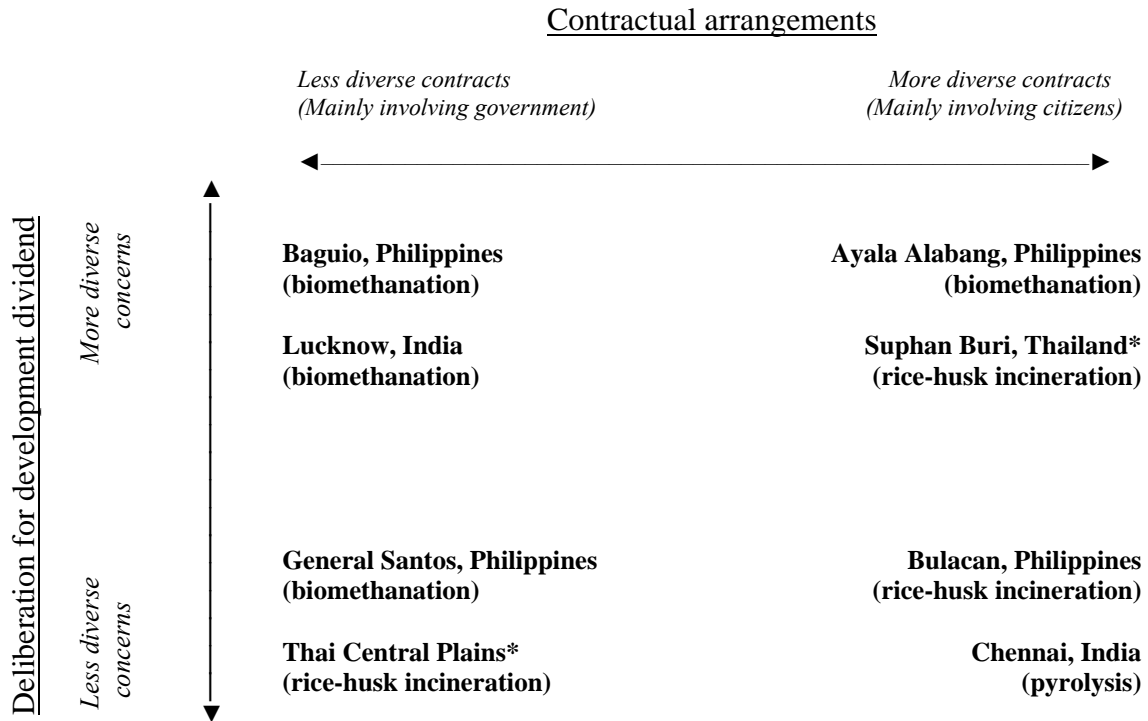 Contractual arrangements
Less diverse contracts
(Mainly involving government)
More diverse contracts
(Mainly involving citizens)
Deliberation for development dividend
More diverse
concerns
Less diverse
concerns
Baguio, Philippines
(biomethanation)
Ayala Alabang, Philippines
(biomethanation)
Lucknow, India
(biomethanation)
Suphan Buri, Thailand*
(rice-husk incineration)
General Santos, Philippines
(biomethanation)
Bulacan, Philippines
(rice-husk incineration)
Thai Central Plains*
(rice-husk incineration)
Chennai, India
(pyrolysis)